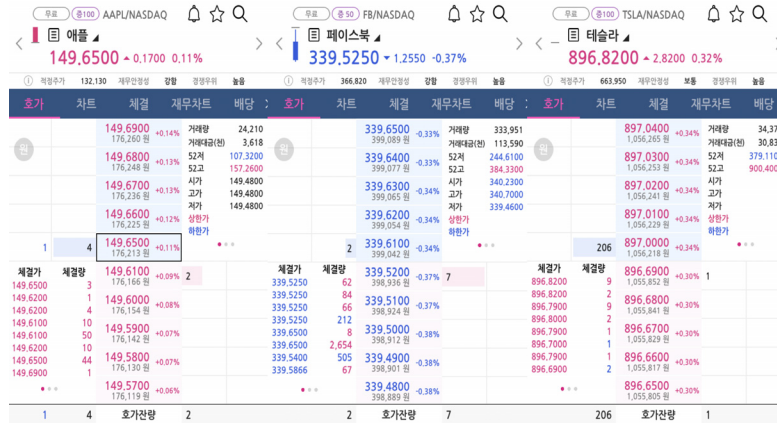 무료 증100 AAPL/NASDAQ
애플
149.6500 0.1700 0.11%
적정주가 132,130 재무안정성 강함 경쟁우위 높음
호가 차트 체결 재무차트 배당
원
149.6900 +0.14%
176,260 원
149.6800 +0.13%
176,248 원
149.6700 +0.13%
176,236 원
149.6600 +0.12%
176,225 원
1 4 149.6500 +0.11%
176,213 원
거래량 24,210
거래대금(천) 3,618
52저 107.3200
52고 157.2600
시가 149.4800
고가 149.4800
저가 149.4800
상한가
하한가
체결가 체결량
149.6500 3
149.6200 1
149.6200 4
149.6100 10
149.6100 50
149.6200 10
149.6500 44
149.6900 1
149.6100 +0.09% 2
176,166 원
149.6000 +0.08%
176,154 원
149.5900 +0.07%
176,142 원
149.5800 +0.07%
176,130 원
149.5700 +0.06%
176,119 원
1 4 호가잔량 2
무료 증50 FB/NASDAQ
페이스북
339.5250 1.2550 -0.37%
적정주가 366,820 재무안정성 강함 경쟁우위 높음
호가 차트 체결 재무차트 배당
원
339.6500 -0.33%
399,089 원
339.6400 -0.33%
399,077 원
339.6300 -0.34%
399,065 원
339.6200 -0.34%
399,054 원
2 339.6100 -0.34%
399,042 원
거래량 333,951
거래대금(천) 113,590
52저 244.6100
52고 384.3300
시가 340.2300
고가 340.7000
저가 339.4600
상한가
하한가
체결가 체결량
339.5250 62
339.5250 84
339.5250 66
339.5250 212
339.6500 8
339.6500 2,654
339.5400 505
339.5866 67
339.5200 -0.37% 7
398,936 원
339.5100 -0.37%
398,924 원
339.5000 -0.38%
398,912 원
339.4900 -0.38%
398,901 원
339.4800 -0.38%
398,889 원
2 호가잔량 7
무료 증100 TSLA/NASDAQ
테슬라
896.8200 2.8200 0.32%
적정주가 663,950 재무안정성 보통 경쟁우위 높음
호가 차트 체결 재무차트 배당
원
897.0400 +0.34%
1,056,265 원
897.0300 +0.34%
1,056,253 원
897.0200 +0.34%
1,056,241 원
897.0100 +0.34%
1,056,229 원
206 897.0000 +0.34%
1,056,218 원
거래량 34,37
거래대금(천) 30,83
52저 379.110
52고 900.400
시가
고가
저가
상한가
하한가
체결가 체결량
896.8200 9
896.8200 2
896.7900 9
896.8000 2
896.7900 1
896.7000 1
896.7900 1
896.6900 2
896.6900 +0.30% 1
1,055,852 원
896.6800 +0.30%
1,055,841 원
896.6700 +0.30%
1,055,829 원
896.6600 +0.30%
1,055,817 원
896.6500 +0.30%
1,055,805 원
206 호가잔량 1